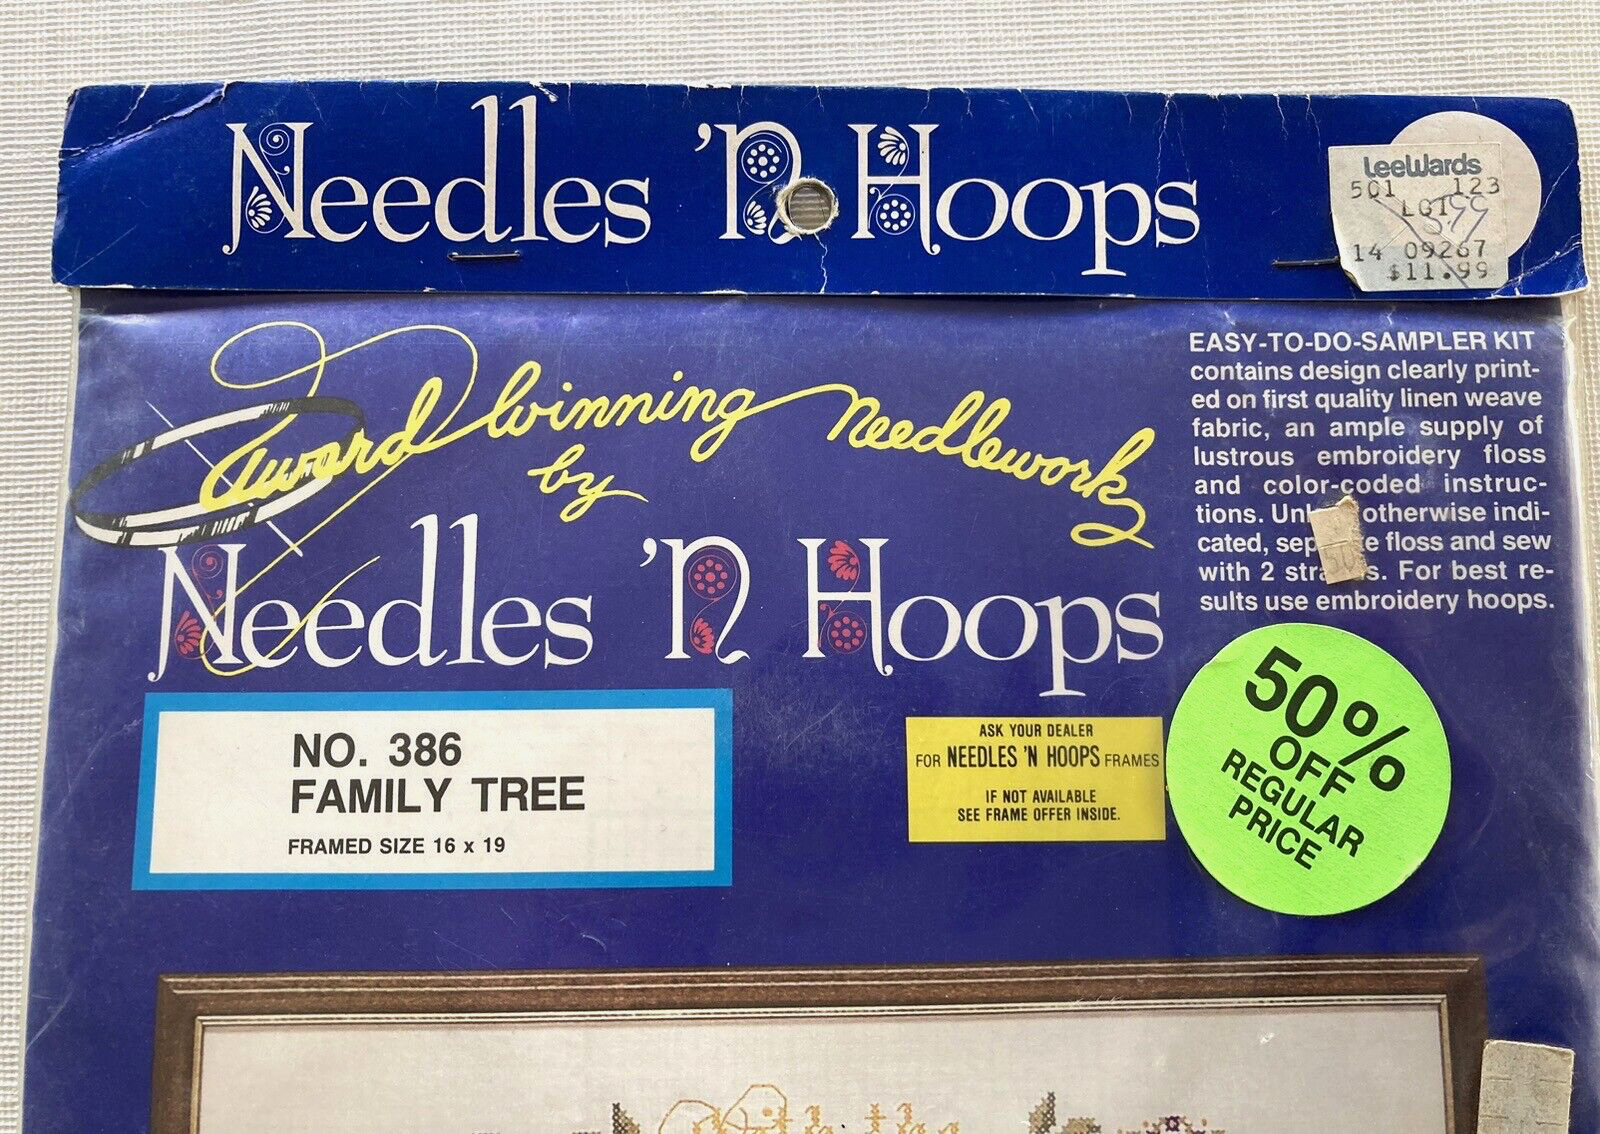 Needles 'N Hoops
LeeWards
501 123
LG1
14 09267
$11.99
Award Winning Needlework
by
Needles 'N Hoops
EASY-TO-DO-SAMPLER KIT
contains design clearly print-
ed on first quality linen weave
fabric, an ample supply of
lustrous embroidery floss
and color-coded instruc-
tions. otherwise indi-
cated, floss and sew
with 2 For best re-
sults use embroidery hoops.
NO. 386
FAMILY TREE
FRAMED SIZE 16 x 19
ASK YOUR DEALER
FOR NEEDLES 'N HOOPS FRAMES
IF NOT AVAILABLE
SEE FRAME OFFER INSIDE.
50%
OFF
REGULAR
PRICE